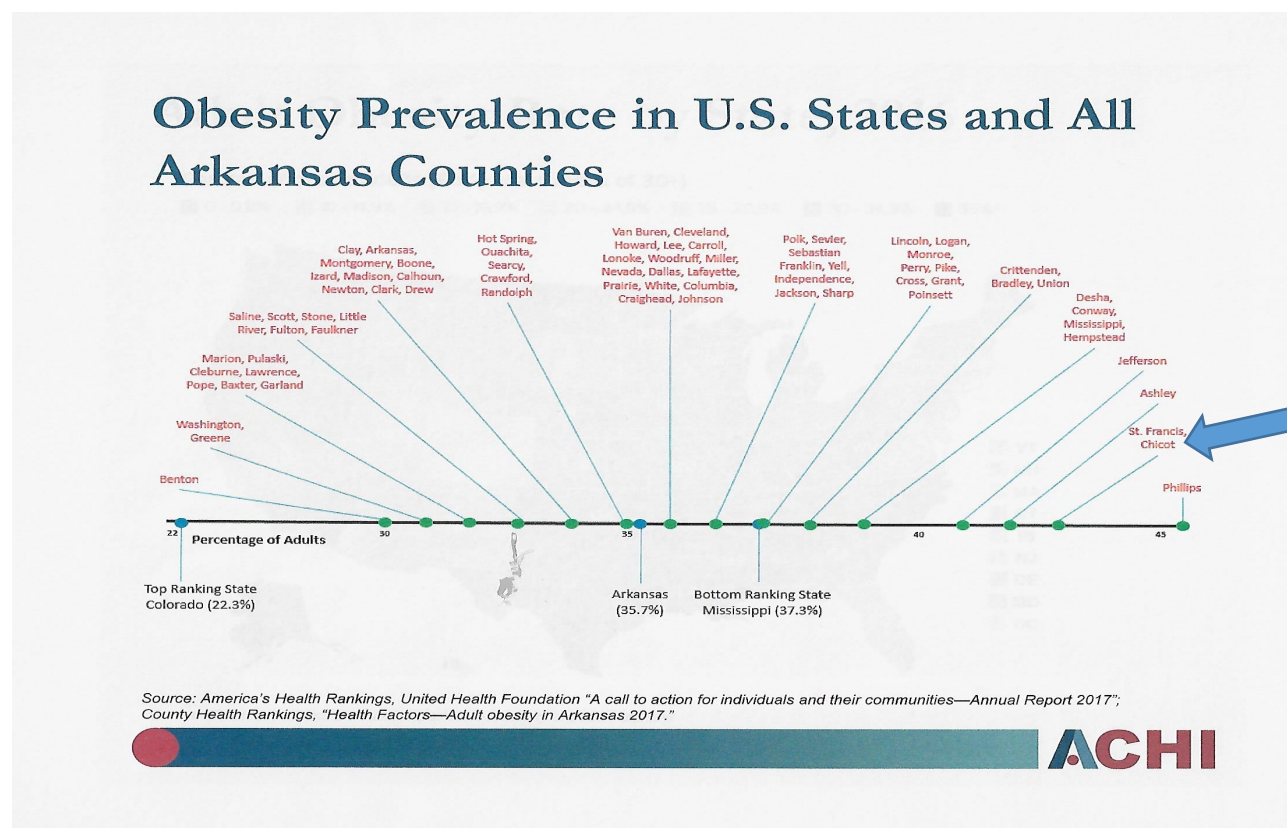 Obesity Prevalence in U.S. States and All
Arkansas Counties
Clay, Arkansas,
Montgomery, Boone,
Izard, Madison, Calhoun,
Newton, Clark, Drew
Hot Spring,
Ouachita,
Searcy,
Crawford,
Randolph
Van Buren, Cleveland,
Howard, Lee, Carroll,
Lonoke, Woodruff, Miller,
Nevada, Dallas, Lafayette,
Prairie, White, Columbia,
Craighead, Johnson
Polk, Sevier,
Sebastian
Franklin, Yell,
Independence,
Jackson, Sharp
Lincoln, Logan,
Monroe,
Perry, Pike,
Cross, Grant,
Poinsett
Crittenden,
Bradley, Union
Desha,
Conway,
Mississippi,
Hempstead
Saline, Scott, Stone, Little
River, Fulton, Faulkner
Marion, Pulaski,
Cleburne, Lawrence,
Pope, Baxter, Garland
Jefferson
Ashley
Washington,
Greene
St. Francis,
Chicot
Benton
Phillips
22 30 35 40 45
Percentage of Adults
Top Ranking State
Colorado (22.3%)
Arkansas
(35.7%)
Bottom Ranking State
Mississippi (37.3%)
Source: America's Health Rankings, United Health Foundation “A call to action for individuals and their communities—Annual Report 2017”;
County Health Rankings, “Health Factors—Adult obesity in Arkansas 2017.”
ACHI